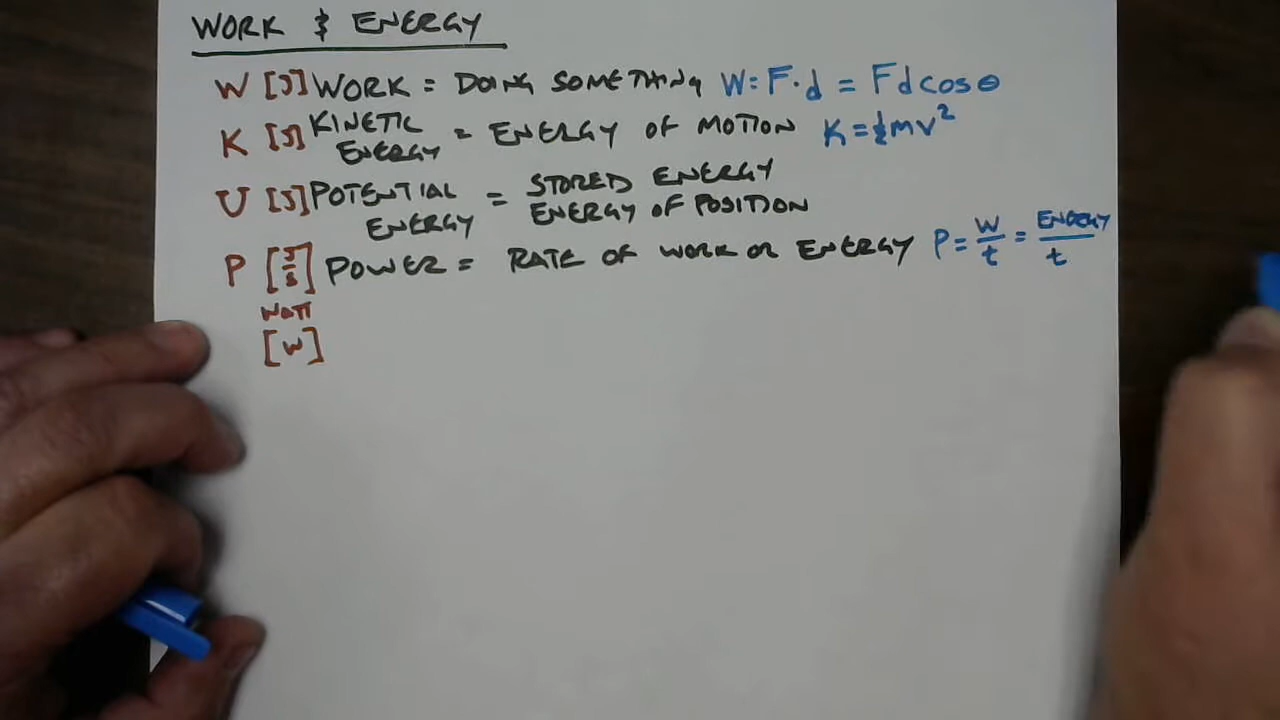 WORK & ENERGY
W [J] WORK = DOING SOMETHING W = F · d = Fd cos θ
K [J] KINETIC ENERGY = ENERGY OF MOTION K = ½mv²
U [J] POTENTIAL ENERGY = STORED ENERGY
ENERGY OF POSITION
P [J/s] POWER = RATE OF WORK OR ENERGY P = W/t = ENERGY/t
WATT
[W]